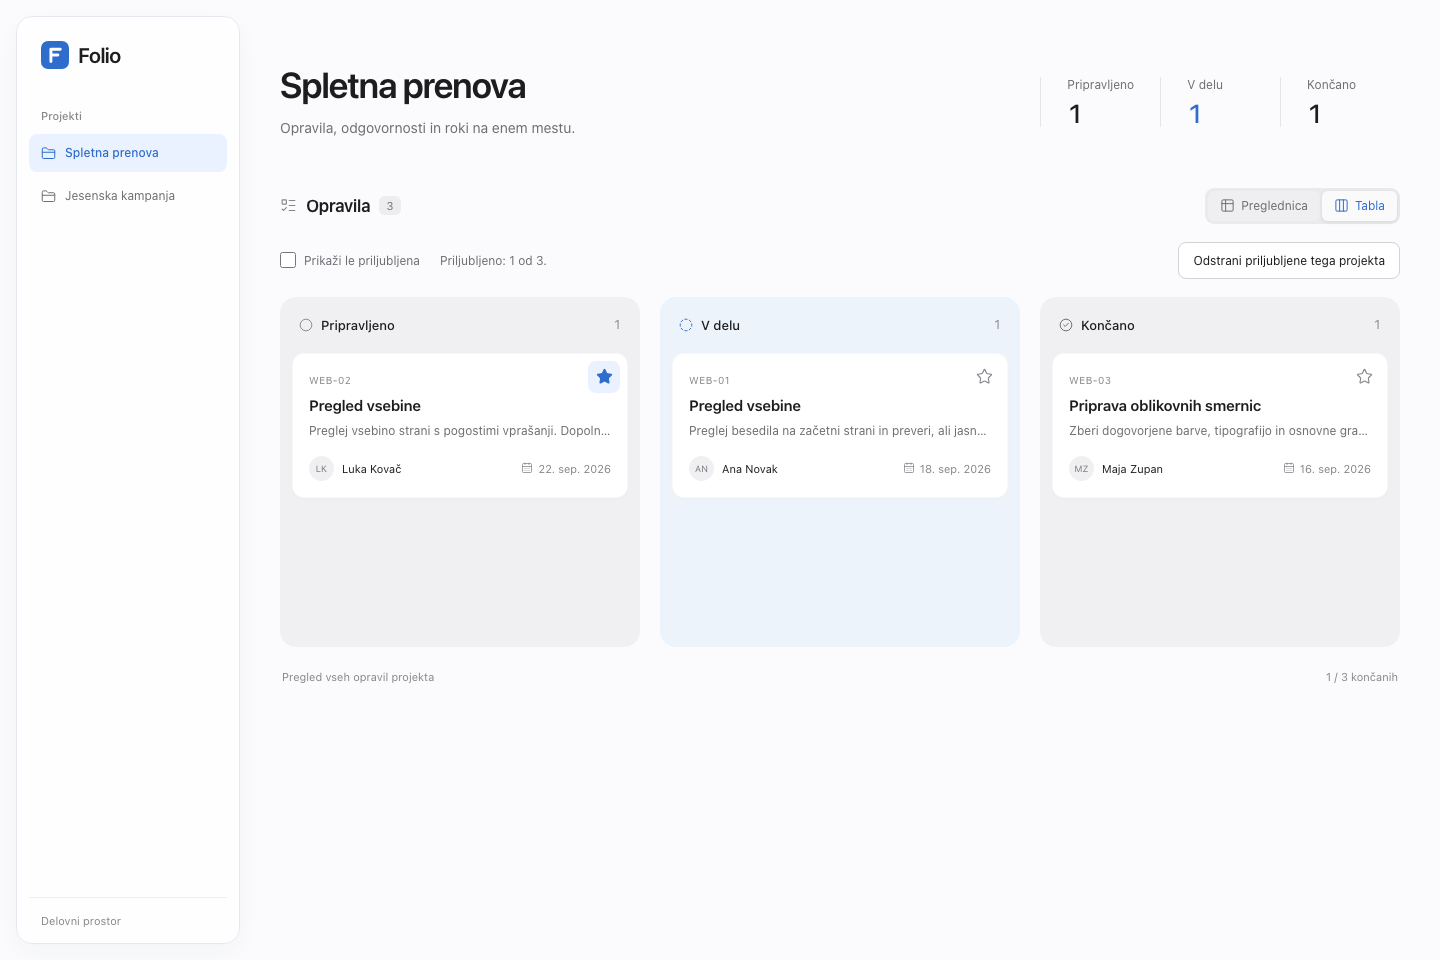 Folio
Projekti
Spletna prenova
Jesenska kampanja
Delovni prostor
Spletna prenova
Opravila, odgovornosti in roki na enem mestu.
Pripravljeno
1
V delu
1
Končano
1
Opravila 3
Preglednica
Tabla
Prikaži le priljubljena
Priljubljeno: 1 od 3.
Odstrani priljubljene tega projekta
Pripravljeno 1
WEB-02
Pregled vsebine
Preglej vsebino strani s pogostimi vprašanji. Dopoln…
LK Luka Kovač 22. sep. 2026
V delu 1
WEB-01
Pregled vsebine
Preglej besedila na začetni strani in preveri, ali jasn…
AN Ana Novak 18. sep. 2026
Končano 1
WEB-03
Priprava oblikovnih smernic
Zberi dogovorjene barve, tipografijo in osnovne gra…
MZ Maja Zupan 16. sep. 2026
Pregled vseh opravil projekta
1 / 3 končanih